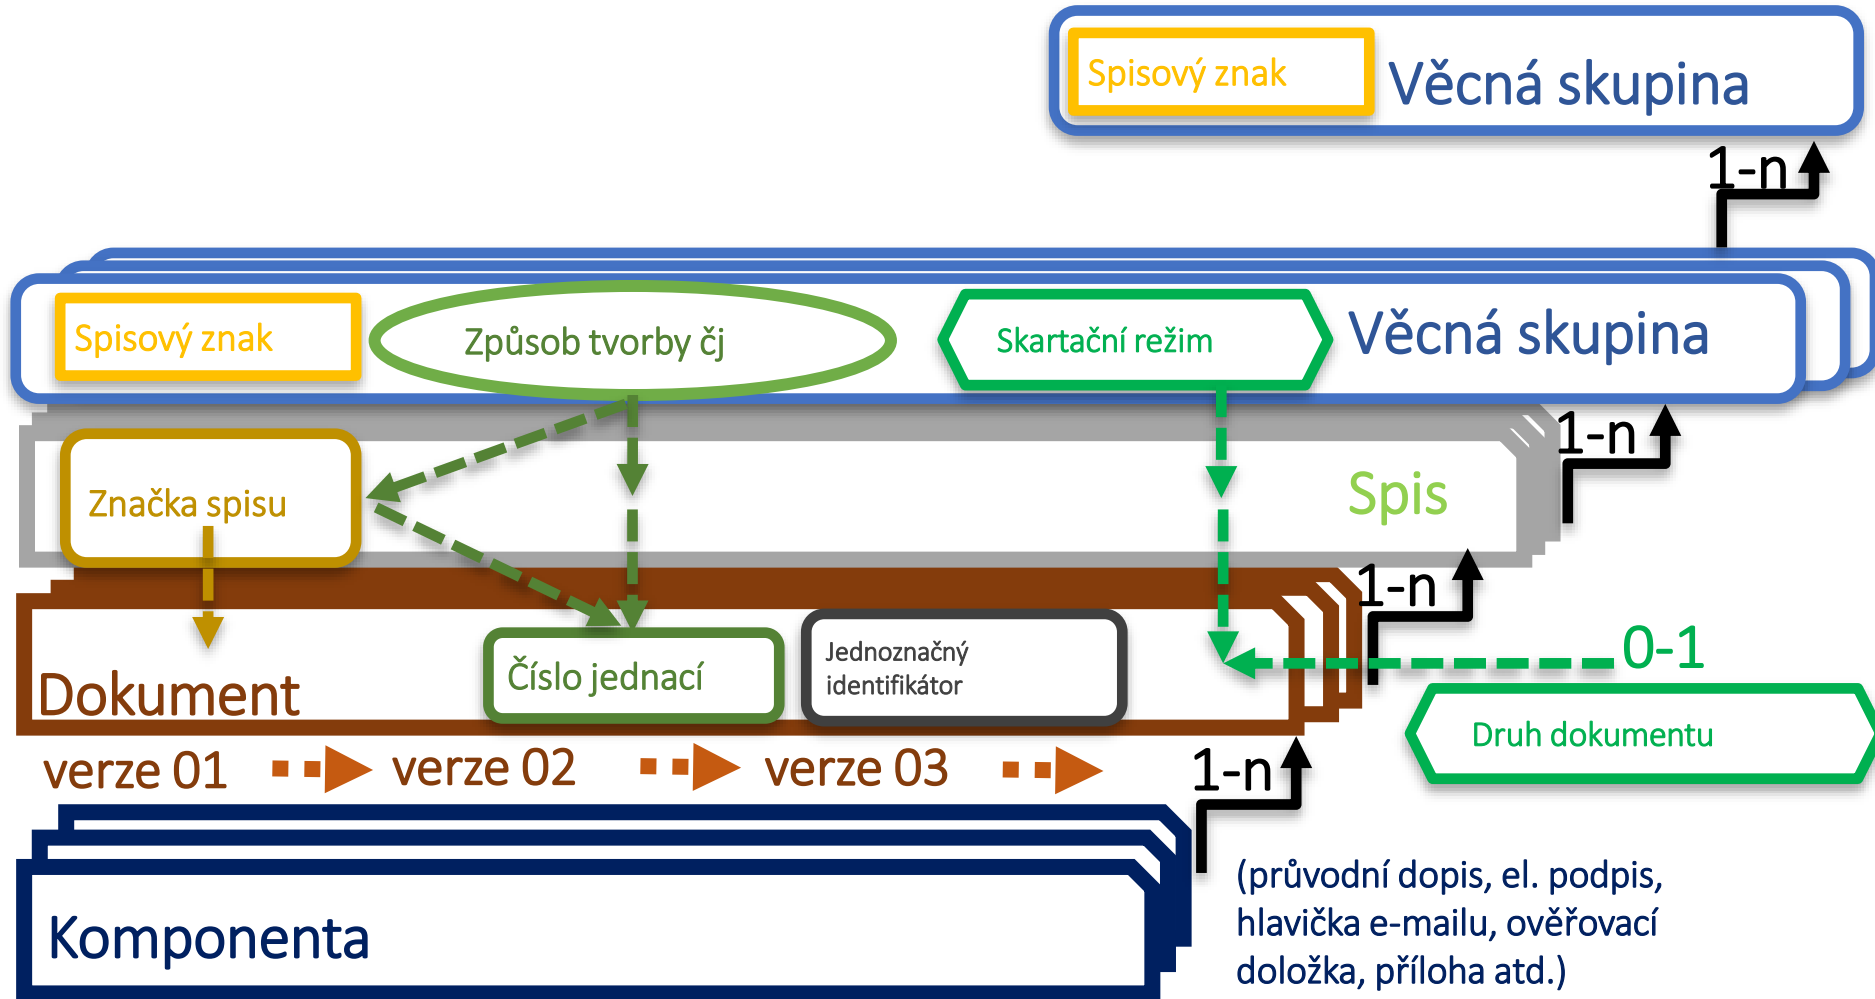 Spisový znak
Věcná skupina
1-n
Spisový znak
Způsob tvorby čj
Skartační režim
Věcná skupina
1-n
Značka spisu
Spis
1-n
Dokument
Číslo jednací
Jednoznačný
identifikátor
0-1
Druh dokumentu
verze 01
verze 02
verze 03
1-n
Komponenta
(průvodní dopis, el. podpis,
hlavička e-mailu, ověřovací
doložka, příloha atd.)